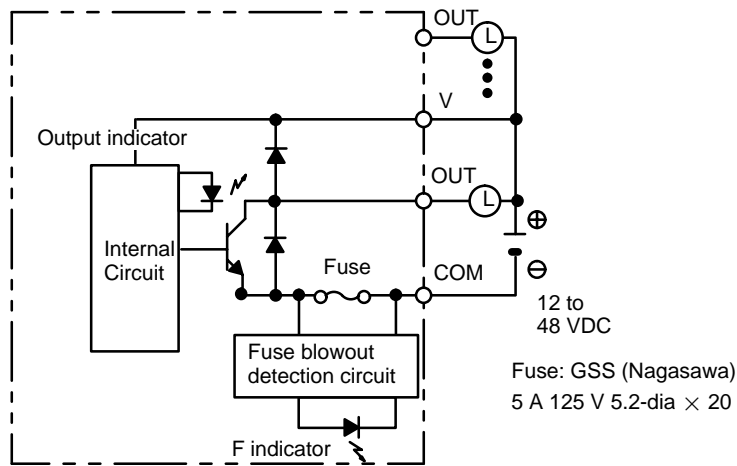 OUT
L
V
Output indicator
OUT
L
⊕
Internal
Circuit
Fuse
COM
⊖
12 to
48 VDC
Fuse blowout
detection circuit
Fuse: GSS (Nagasawa)
5 A 125 V 5.2-dia × 20
F indicator